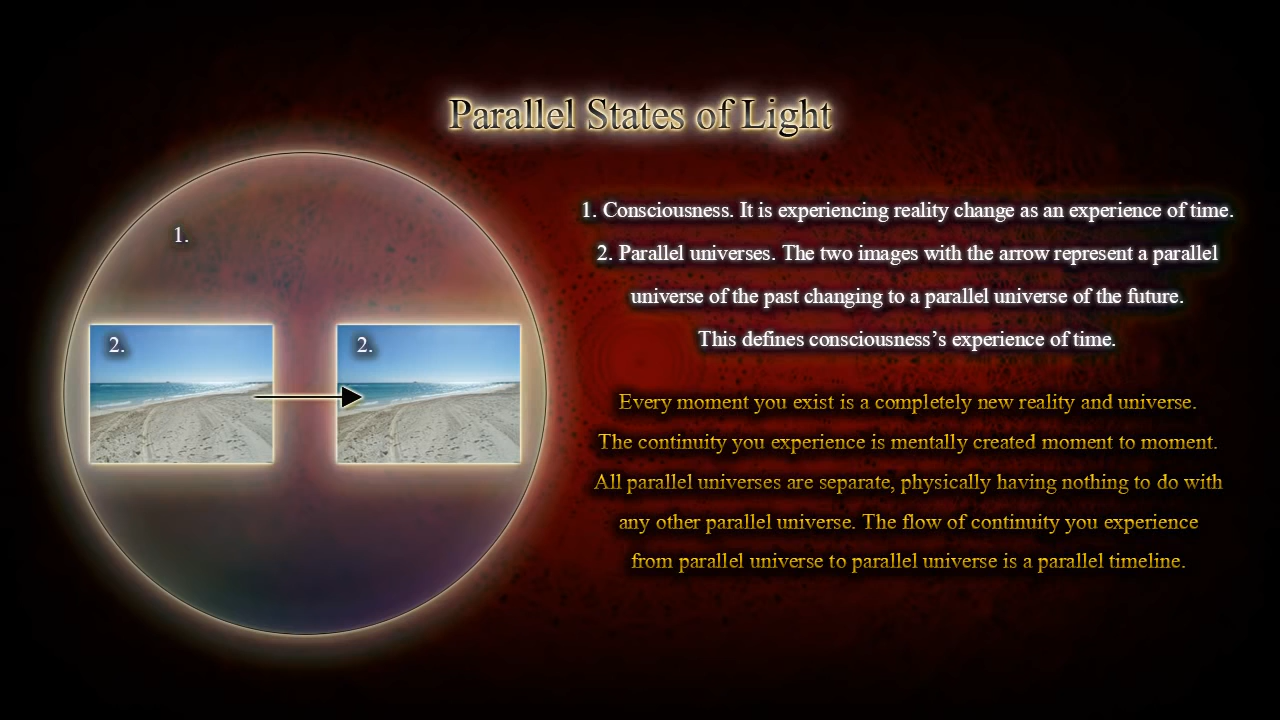 Parallel States of Light
1.
2.
2.
1. Consciousness. It is experiencing reality change as an experience of time.
2. Parallel universes. The two images with the arrow represent a parallel
universe of the past changing to a parallel universe of the future.
This defines consciousness’s experience of time.
Every moment you exist is a completely new reality and universe.
The continuity you experience is mentally created moment to moment.
All parallel universes are separate, physically having nothing to do with
any other parallel universe. The flow of continuity you experience
from parallel universe to parallel universe is a parallel timeline.